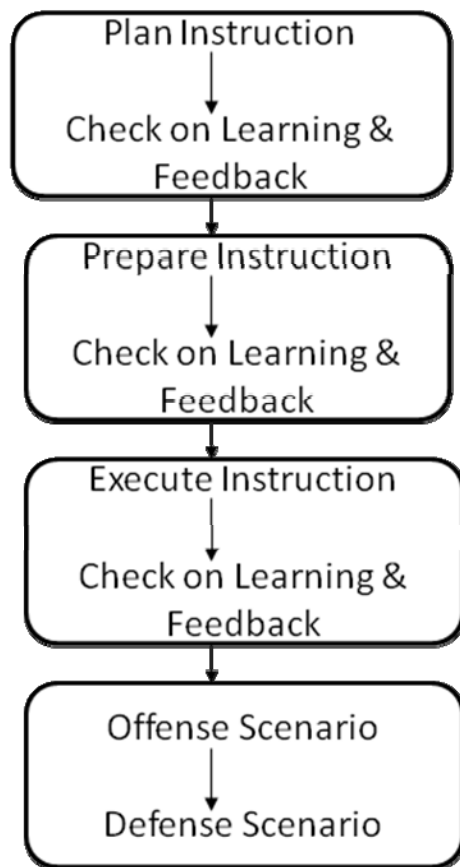 Plan Instruction
Check on Learning &
Feedback
Prepare Instruction
Check on Learning &
Feedback
Execute Instruction
Check on Learning &
Feedback
Offense Scenario
Defense Scenario